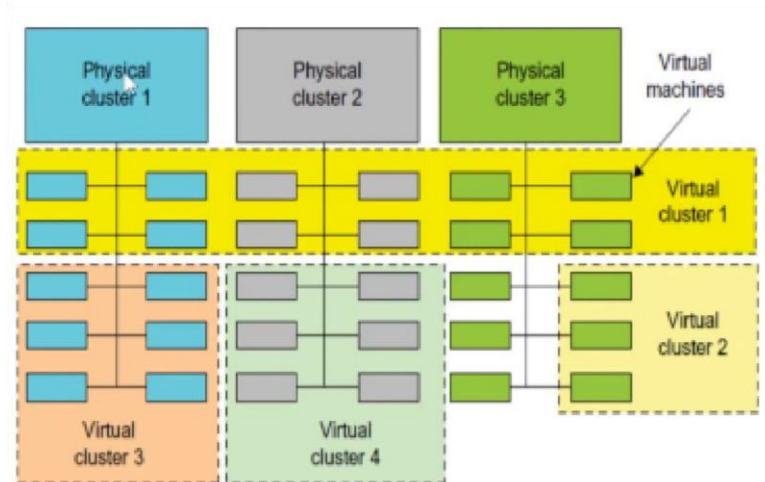 Physical
cluster 1
Physical
cluster 2
Physical
cluster 3
Virtual
machines
Virtual
cluster 1
Virtual
cluster 2
Virtual
cluster 3
Virtual
cluster 4